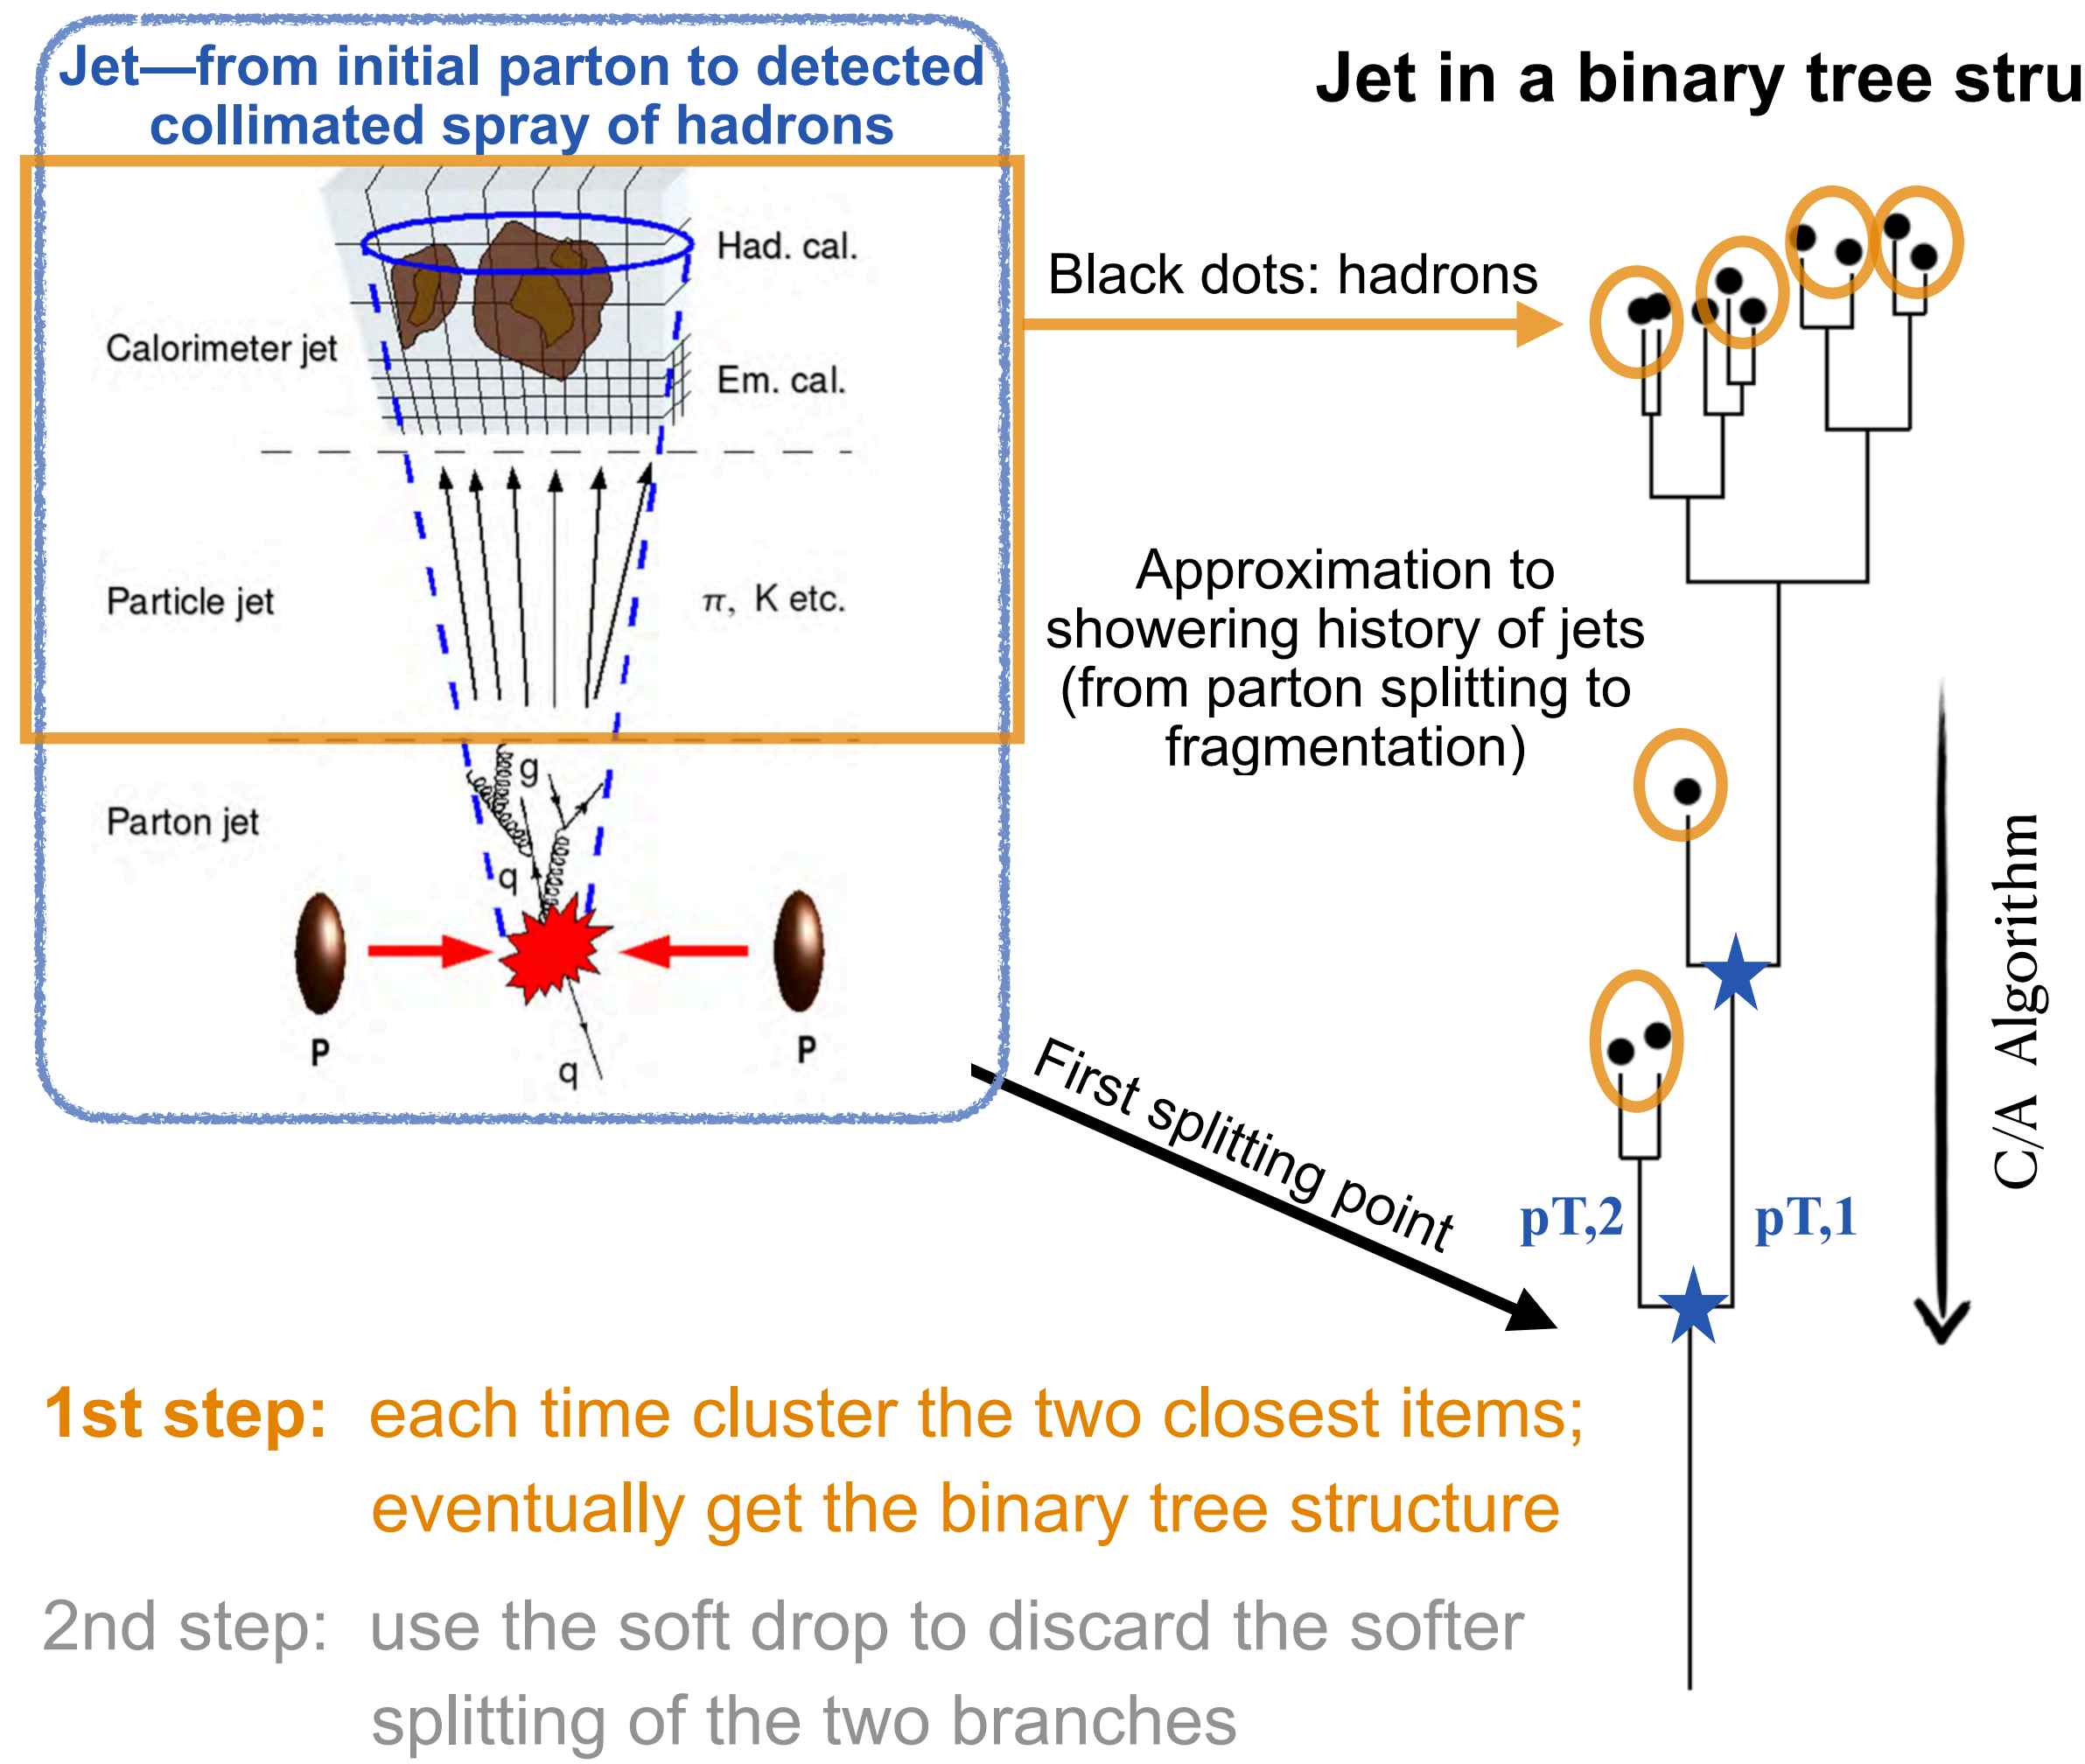 Jet—from initial parton to detected
collimated spray of hadrons
Jet in a binary tree stru
Had. cal.
Calorimeter jet
Em. cal.
Particle jet
π, K etc.
Parton jet
g
q
P
P
q
Black dots: hadrons
Approximation to
showering history of jets
(from parton splitting to
fragmentation)
First splitting point
pT,2
pT,1
C/A Algorithm
1st step: each time cluster the two closest items;
eventually get the binary tree structure
2nd step: use the soft drop to discard the softer
splitting of the two branches